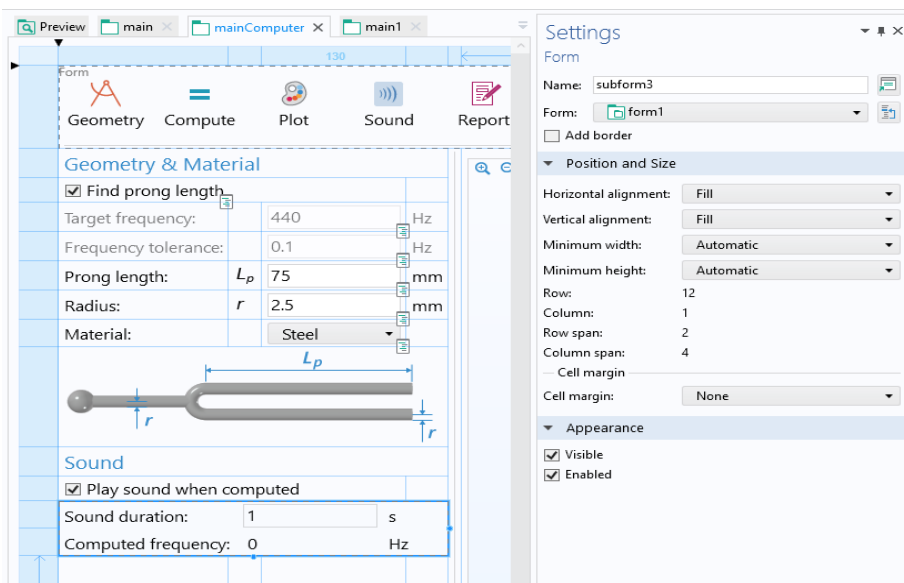 Preview main mainComputer main1
130
Form
Geometry Compute Plot Sound Report
Geometry & Material
Find prong length
Target frequency: 440 Hz
Frequency tolerance: 0.1 Hz
Prong length: Lp 75 mm
Radius: r 2.5 mm
Material: Steel
Lp
r
r
Sound
Play sound when computed
Sound duration: 1 s
Computed frequency: 0 Hz
Settings
Form
Name: subform3
Form: form1
Add border
Position and Size
Horizontal alignment: Fill
Vertical alignment: Fill
Minimum width: Automatic
Minimum height: Automatic
Row: 12
Column: 1
Row span: 2
Column span: 4
Cell margin
Cell margin: None
Appearance
Visible
Enabled